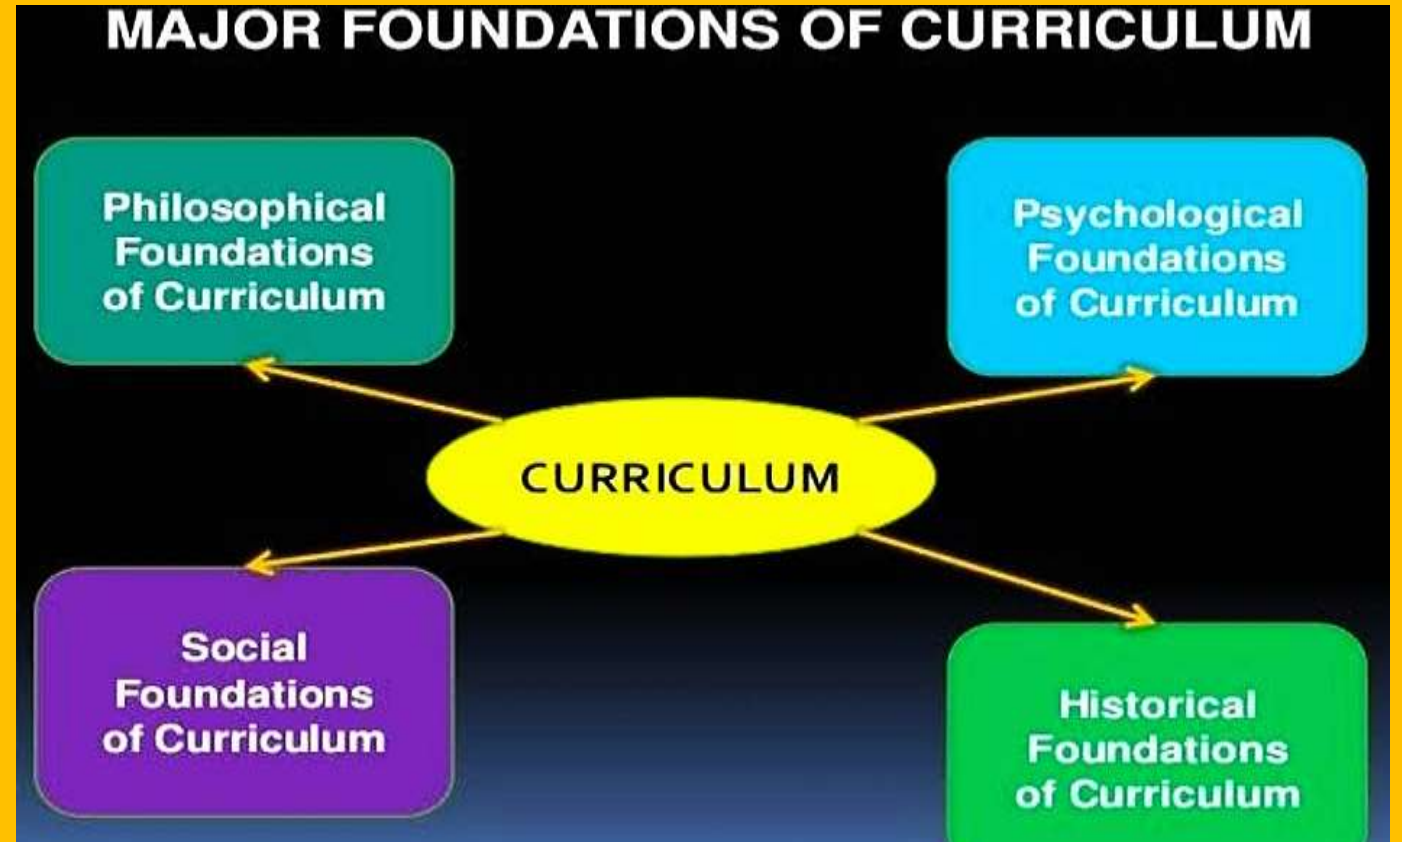 MAJOR FOUNDATIONS OF CURRICULUM
Philosophical
Foundations
of Curriculum
Psychological
Foundations
of Curriculum
CURRICULUM
Social
Foundations
of Curriculum
Historical
Foundations
of Curriculum